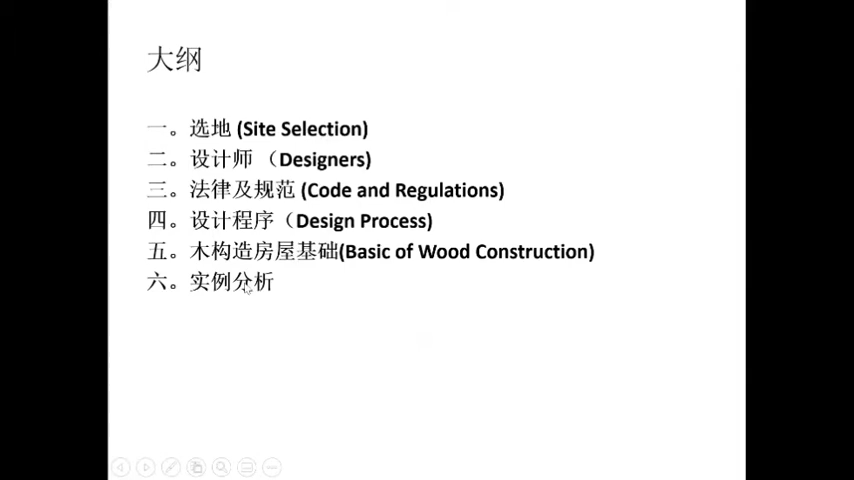 大纲
一。选地 (Site Selection)
二。设计师 （Designers)
三。法律及规范 (Code and Regulations)
四。设计程序（Design Process)
五。木构造房屋基础(Basic of Wood Construction)
六。实例分析